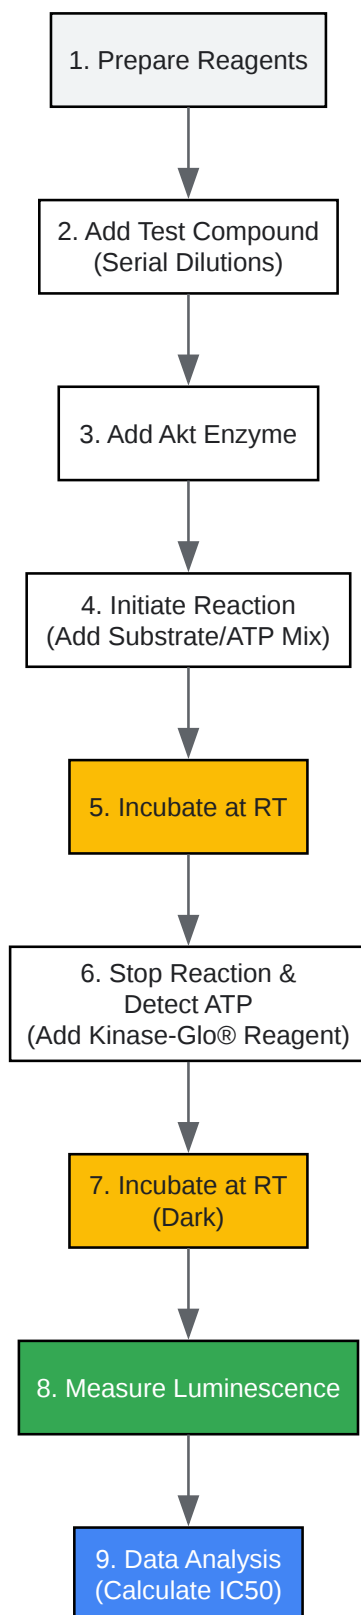 1. Prepare Reagents
2. Add Test Compound
(Serial Dilutions)
3. Add Akt Enzyme
4. Initiate Reaction
(Add Substrate/ATP Mix)
5. Incubate at RT
6. Stop Reaction &
Detect ATP
(Add Kinase-Glo® Reagent)
7. Incubate at RT
(Dark)
8. Measure Luminescence
9. Data Analysis
(Calculate IC50)